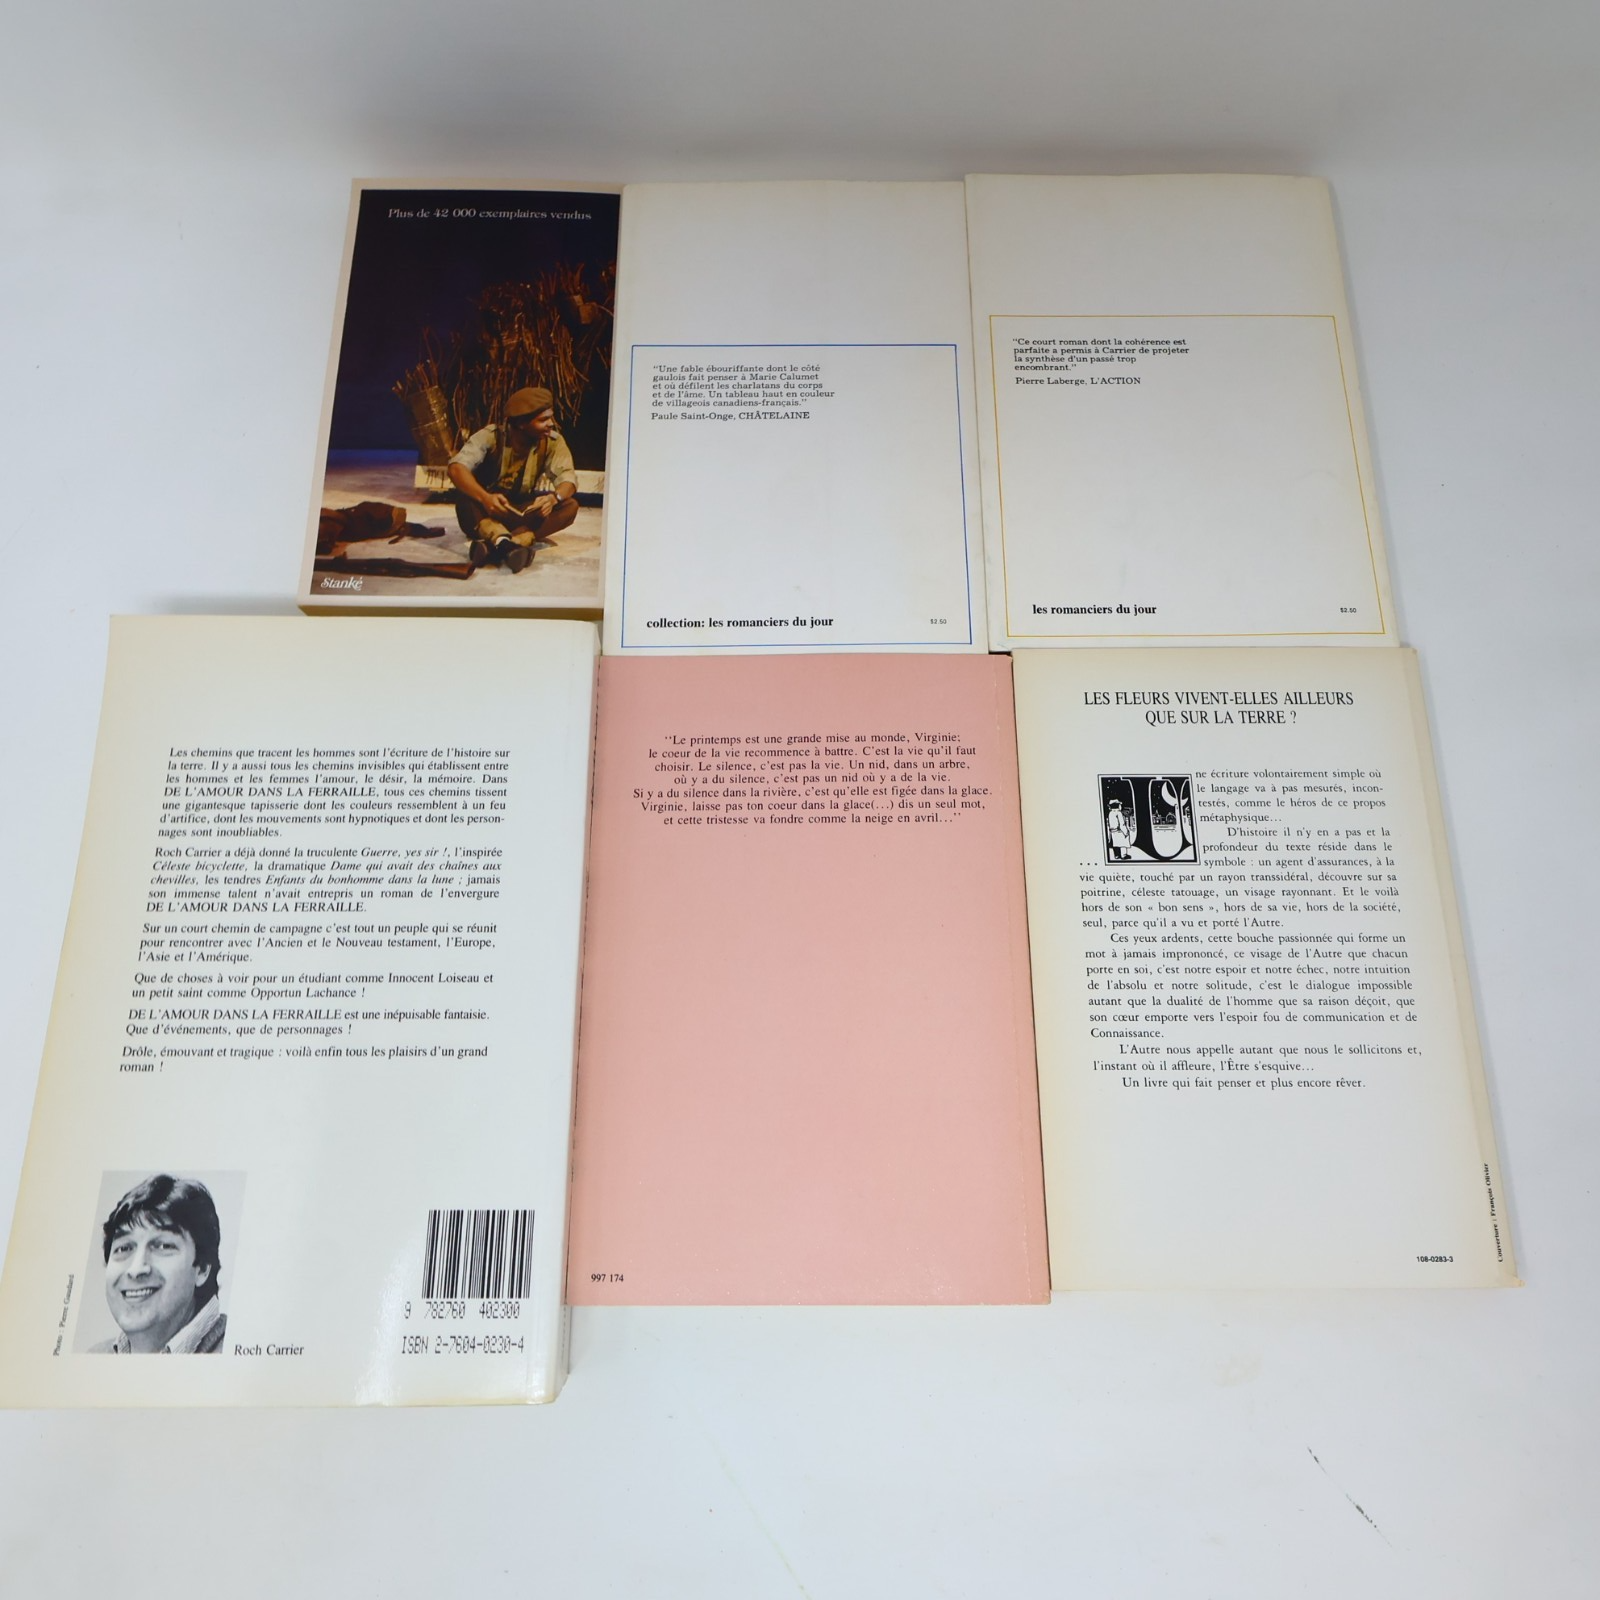 Plus de 42 000 exemplaires vendus
Stanké
"Une fable ébouriffante dont le côté
gaulois fait penser à Marie Calumet
et où défilent les charlatans du corps
et de l'âme. Un tableau haut en couleur
de villageois canadiens-français."
Paule Saint-Onge, CHÂTELAINE
collection: les romanciers du jour
$2.50
"Ce court roman dont la cohérence est
parfaite a permis à Carrier de projeter
la synthèse d'un passé trop
encombrant."
Pierre Laberge, L'ACTION
les romanciers du jour
$2.50
Les chemins que tracent les hommes sont l'écriture de l'histoire sur
la terre. Il y a aussi tous les chemins invisibles qui établissent entre
les hommes et les femmes l'amour, le désir, la mémoire. Dans
DE L'AMOUR DANS LA FERRAILLE, tous ces chemins tissent
une gigantesque tapisserie dont les couleurs ressemblent à un feu
d'artifice, dont les mouvements sont hypnotiques et dont les person-
nages sont inoubliables.
Roch Carrier a déjà donné la truculente Guerre, yes sir !, l'inspirée
Céleste bicyclette, la dramatique Dame qui avait des chaînes aux
chevilles, les tendres Enfants du bonhomme dans la lune ; jamais
son immense talent n'avait entrepris un roman de l'envergure
DE L'AMOUR DANS LA FERRAILLE.
Sur un court chemin de campagne c'est tout un peuple qui se réunit
pour rencontrer avec l'Ancien et le Nouveau testament, l'Europe,
l'Asie et l'Amérique.
Que de choses à voir pour un étudiant comme Innocent Loiseau et
un petit saint comme Opportun Lachance !
DE L'AMOUR DANS LA FERRAILLE est une inépuisable fantaisie.
Que d'événements, que de personnages !
Drôle, émouvant et tragique : voilà enfin tous les plaisirs d'un grand
roman !
Photo : Pierre Gaudard
Roch Carrier
9 782760 402300
ISBN 2-7604-0230-4
"Le printemps est une grande mise au monde, Virginie;
le coeur de la vie recommence à battre. C'est la vie qu'il faut
choisir. Le silence, c'est pas la vie. Un nid, dans un arbre,
où y a du silence, c'est pas un nid où y a de la vie.
Si y a du silence dans la rivière, c'est qu'elle est figée dans la glace.
Virginie, laisse pas ton coeur dans la glace(...) dis un seul mot,
et cette tristesse va fondre comme la neige en avril..."
997 174
LES FLEURS VIVENT-ELLES AILLEURS
QUE SUR LA TERRE ?
... Une écriture volontairement simple où
le langage va à pas mesurés, incon-
testés, comme le héros de ce propos
métaphysique...
D'histoire il n'y en a pas et la
profondeur du texte réside dans le
symbole : un agent d'assurances, à la
vie quiète, touché par un rayon transsidéral, découvre sur sa
poitrine, céleste tatouage, un visage rayonnant. Et le voilà
hors de son « bon sens », hors de sa vie, hors de la société,
seul, parce qu'il a vu et porté l'Autre.
Ces yeux ardents, cette bouche passionnée qui forme un
mot à jamais imprononcé, ce visage de l'Autre que chacun
porte en soi, c'est notre espoir et notre échec, notre intuition
de l'absolu et notre solitude, c'est le dialogue impossible
autant que la dualité de l'homme que sa raison déçoit, que
son cœur emporte vers l'espoir fou de communication et de
Connaissance.
L'Autre nous appelle autant que nous le sollicitons et,
l'instant où il affleure, l'Être s'esquive...
Un livre qui fait penser et plus encore rêver.
108-0283-3
Couverture : François Olivier